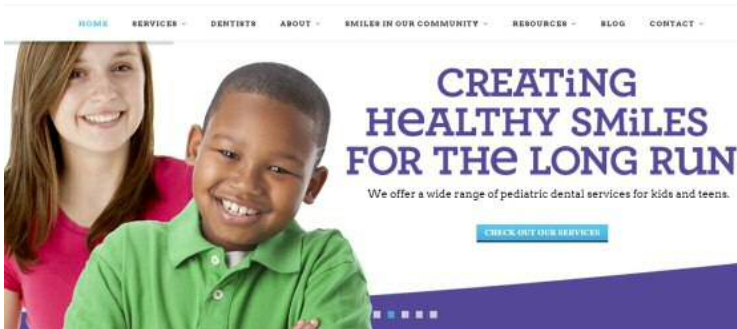 HOME SERVICES DENTISTS ABOUT SMILES IN OUR COMMUNITY RESOURCES BLOG CONTACT
CREATiNG
HeALTHY SMiLES
FOR THe LONG RUN
We offer a wide range of pediatric dental services for kids and teens.
CHECK OUT OUR SERVICES